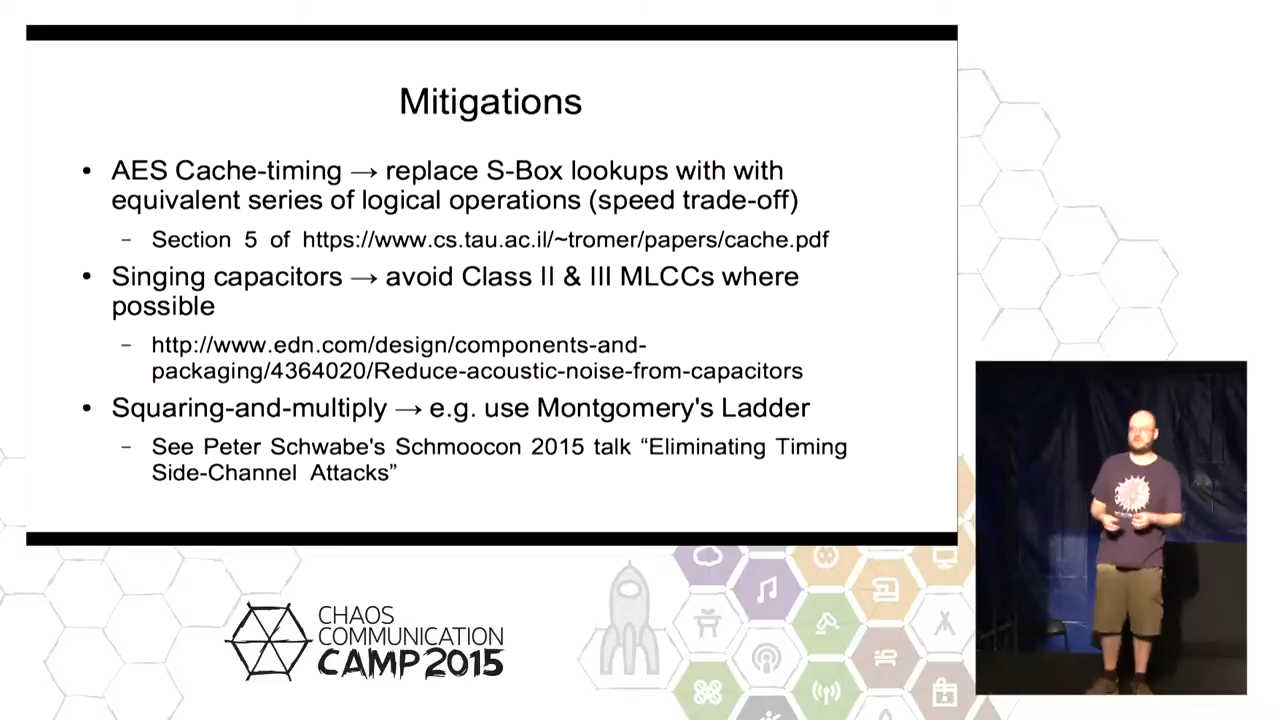 Mitigations
• AES Cache-timing → replace S-Box lookups with with
equivalent series of logical operations (speed trade-off)
– Section 5 of https://www.cs.tau.ac.il/~tromer/papers/cache.pdf
• Singing capacitors → avoid Class II & III MLCCs where
possible
– http://www.edn.com/design/components-and-
packaging/4364020/Reduce-acoustic-noise-from-capacitors
• Squaring-and-multiply → e.g. use Montgomery's Ladder
– See Peter Schwabe's Schmoocon 2015 talk “Eliminating Timing
Side-Channel Attacks”
CHAOS
COMMUNICATION
CAMP 2015